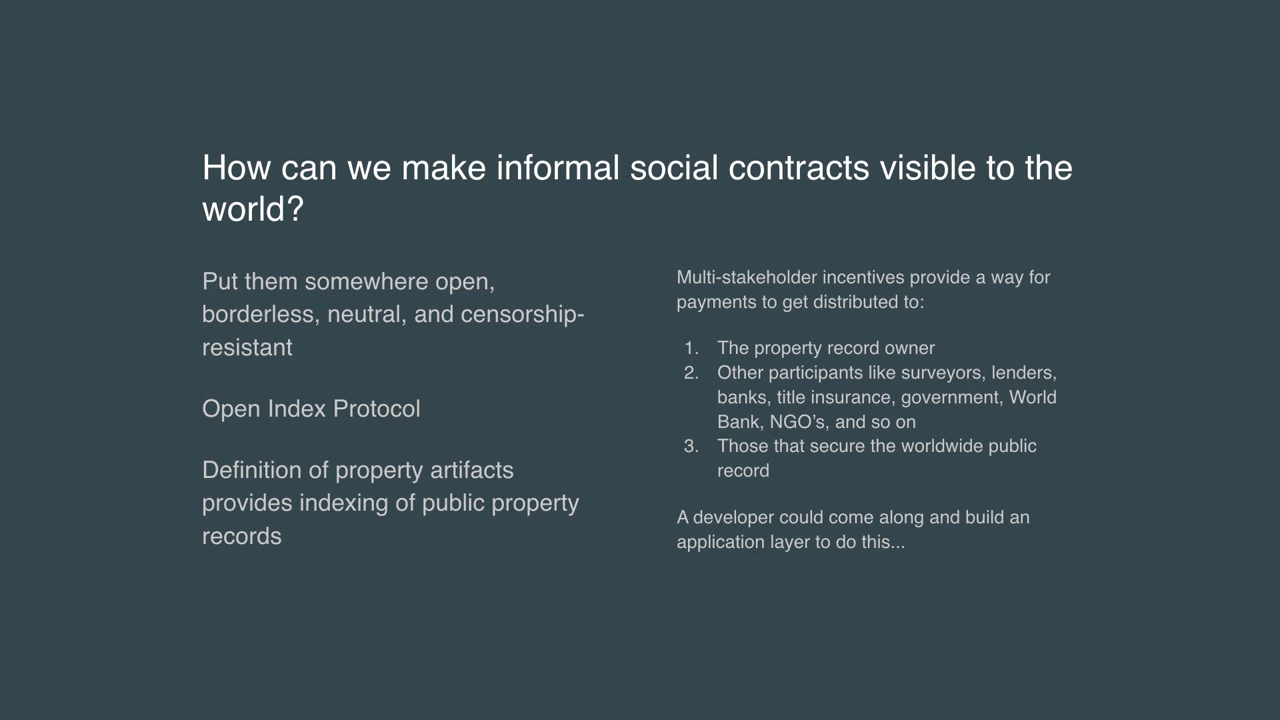 How can we make informal social contracts visible to the
world?
Put them somewhere open,
borderless, neutral, and censorship-
resistant
Open Index Protocol
Definition of property artifacts
provides indexing of public property
records
Multi-stakeholder incentives provide a way for
payments to get distributed to:
1. The property record owner
2. Other participants like surveyors, lenders,
banks, title insurance, government, World
Bank, NGO’s, and so on
3. Those that secure the worldwide public
record
A developer could come along and build an
application layer to do this...